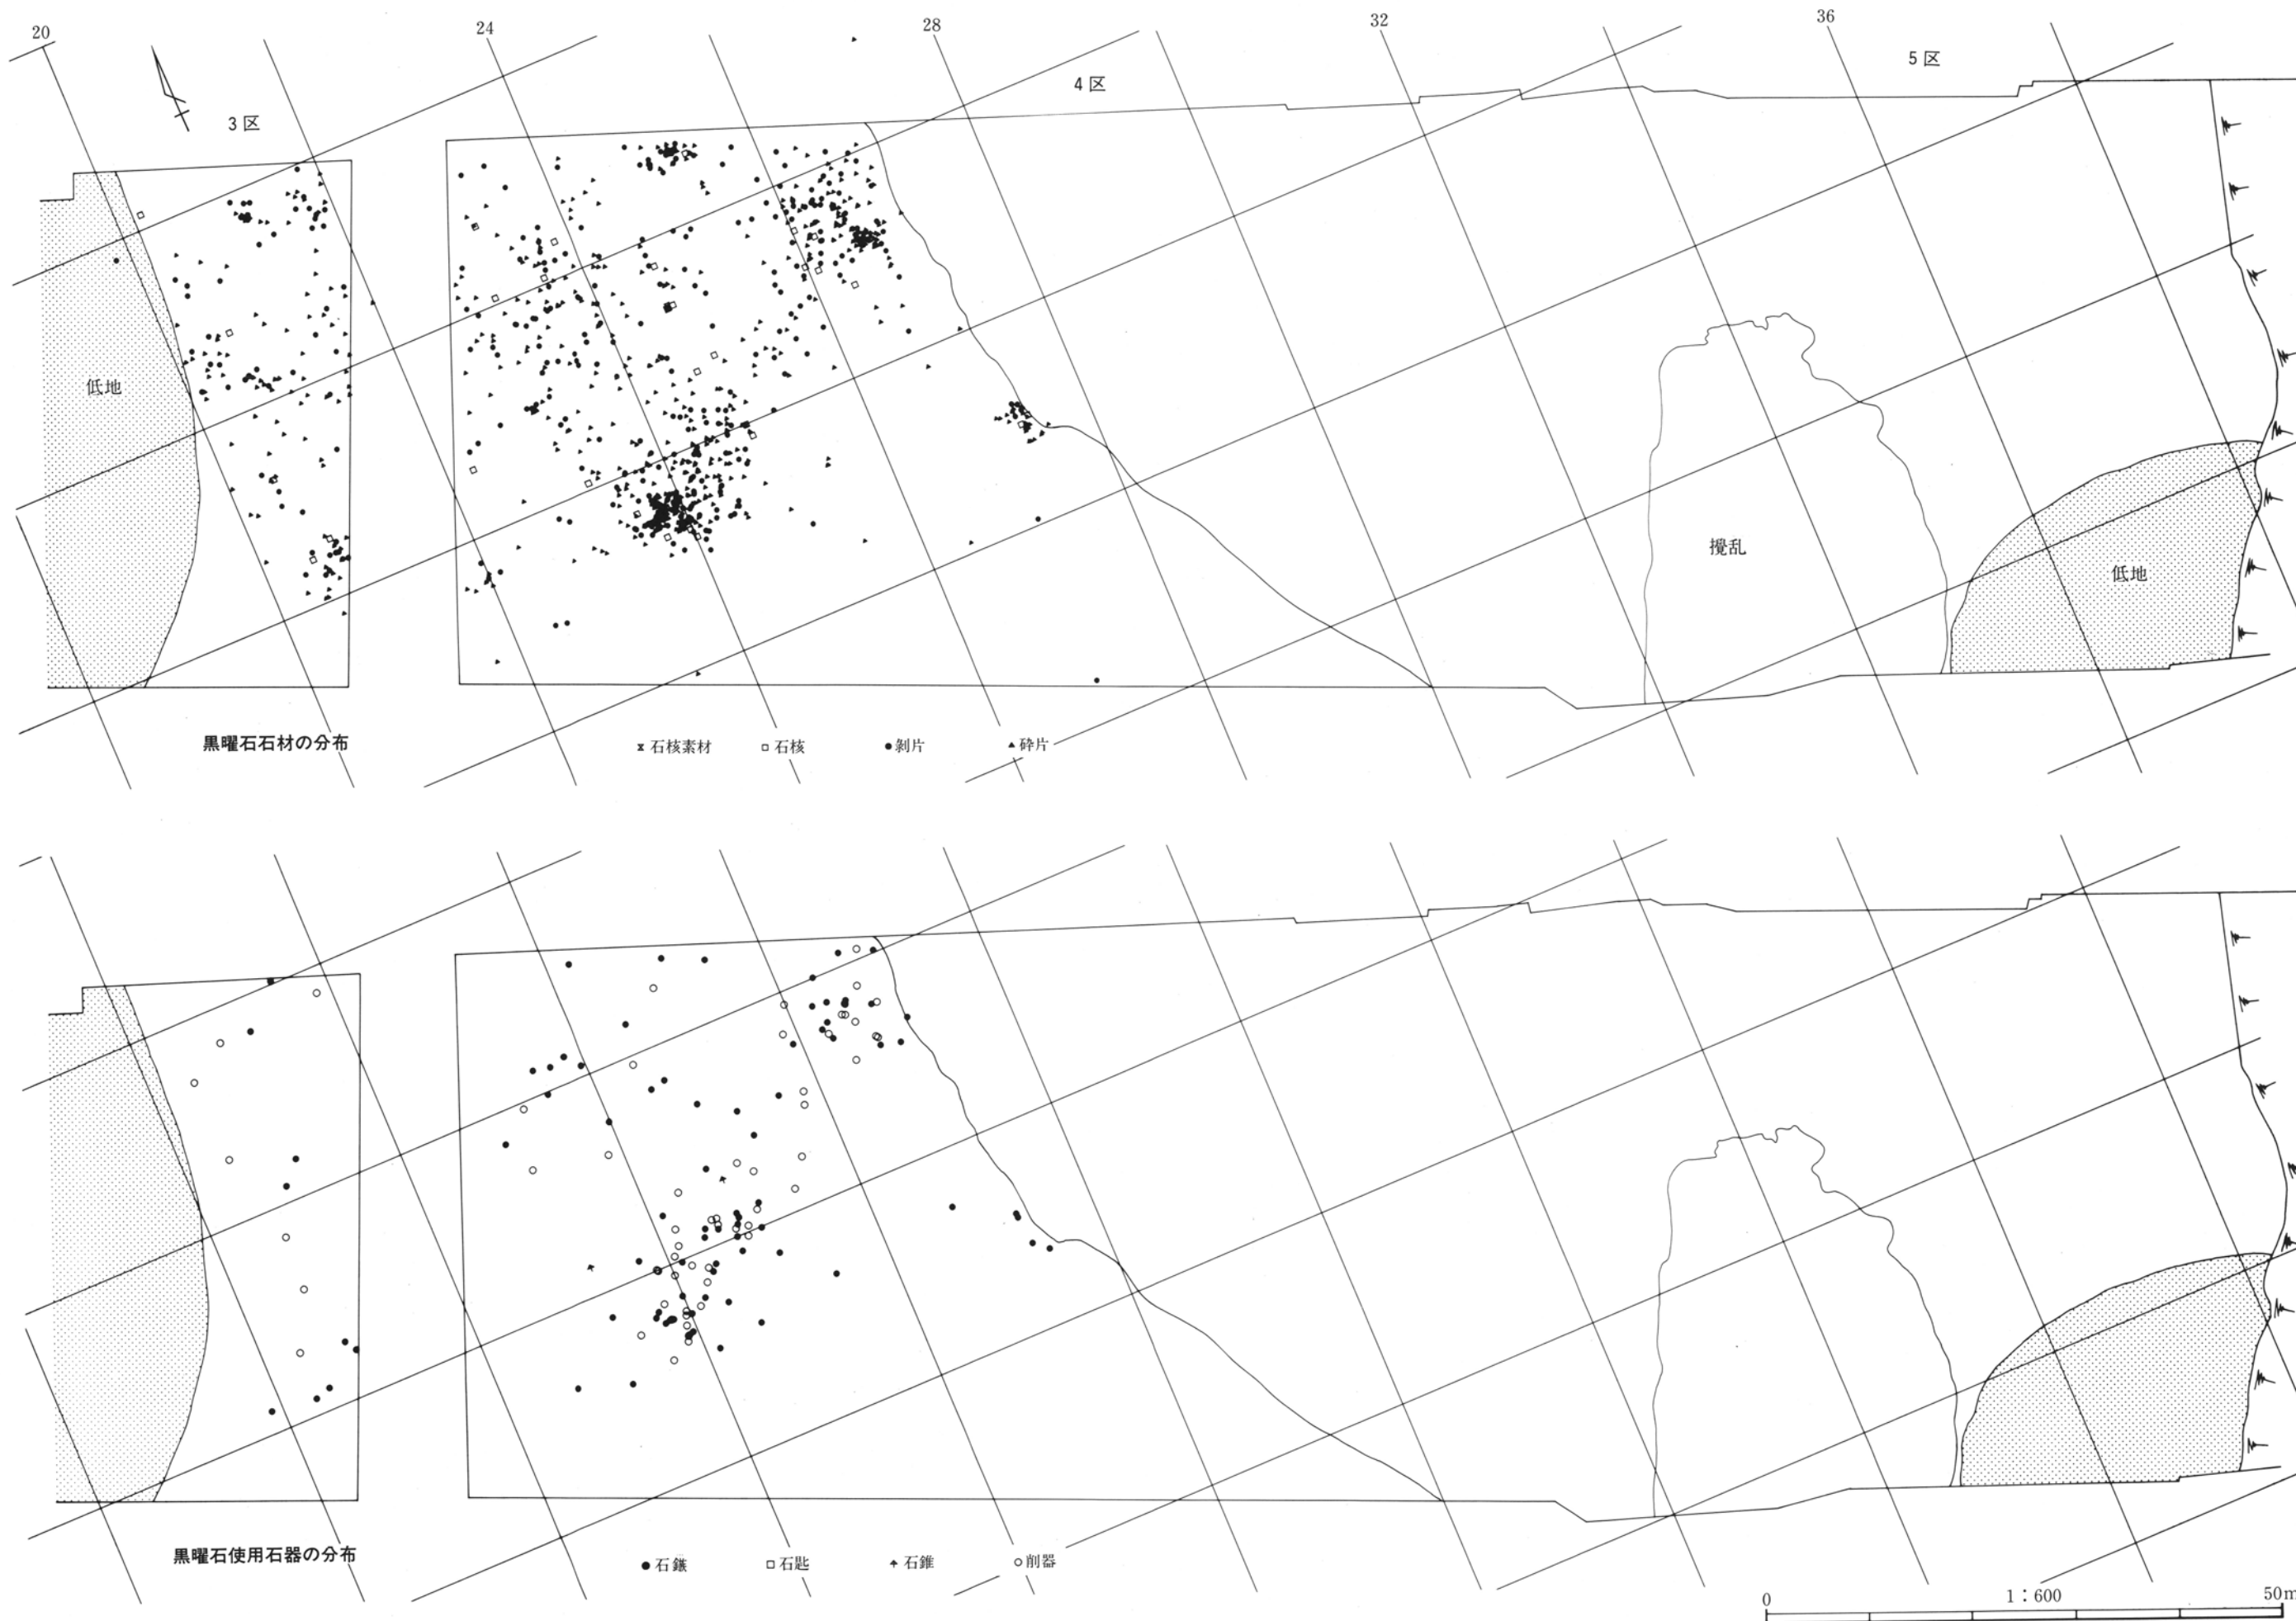 20
24
28
32
36
3区
4区
5区
低地
攪乱
低地
黒曜石石材の分布
石核素材
石核
剝片
砕片
黒曜石使用石器の分布
石鏃
石匙
石錐
削器
0
1:600
50m